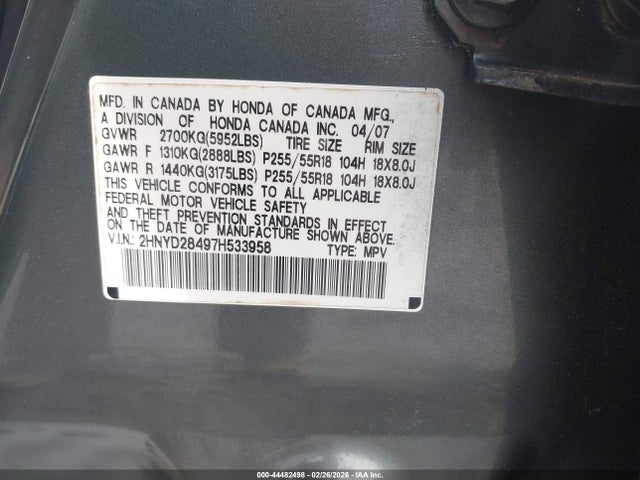 MFD. IN CANADA BY HONDA OF CANADA MFG.,
A DIVISION OF HONDA CANADA INC. 04/07
GVWR 2700KG(5952LBS) TIRE SIZE RIM SIZE
GAWR F 1310KG(2888LBS) P255/55R18 104H 18X8.0J
GAWR R 1440KG(3175LBS) P255/55R18 104H 18X8.0J
THIS VEHICLE CONFORMS TO ALL APPLICABLE
FEDERAL MOTOR VEHICLE SAFETY
AND THEFT PREVENTION STANDARDS IN EFFECT
ON THE DATE OF MANUFACTURE SHOWN ABOVE.
V.I.N.: 2HNYD28497H533958 TYPE: MPV
000-44482498 - 02/26/2026 - IAAI.COM